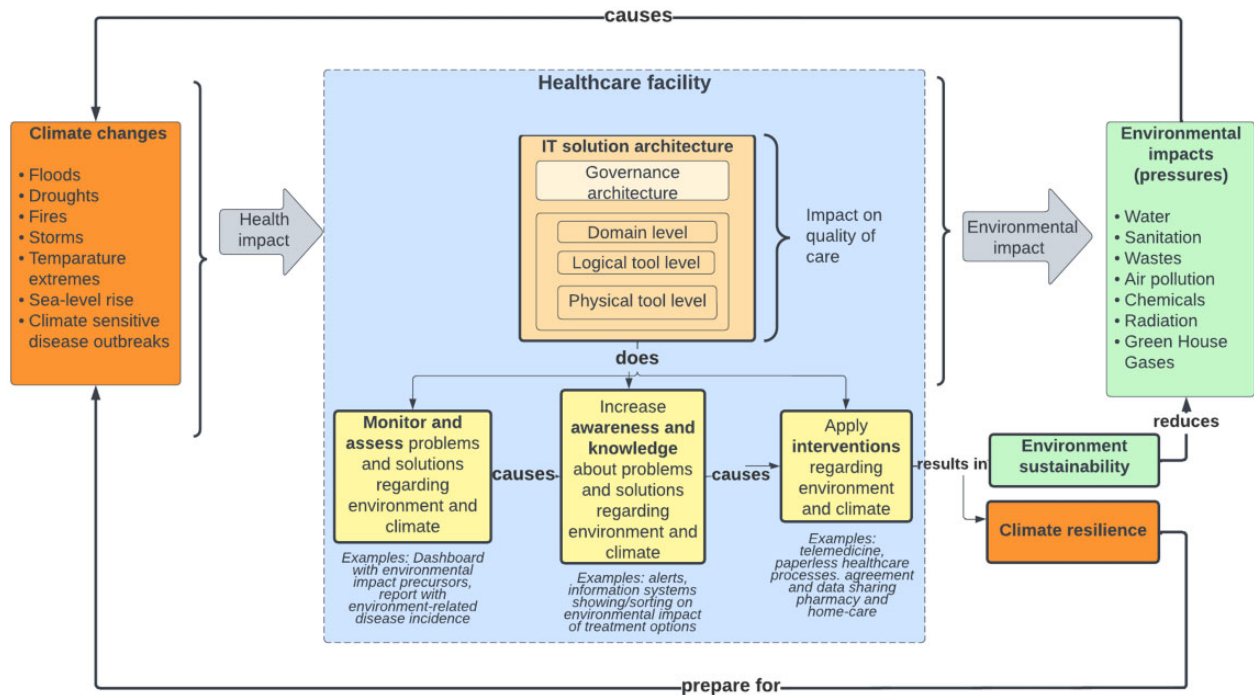 causes
Healthcare facility
Climate changes
• Floods
• Droughts
• Fires
• Storms
• Temparature
extremes
• Sea-level rise
• Climate sensitive
disease outbreaks
Health
impact
IT solution architecture
Governance
architecture
Domain level
Logical tool level
Physical tool level
Impact on
quality of
care
Environmental
impact
Environmental
impacts
(pressures)
• Water
• Sanitation
• Wastes
• Air pollution
• Chemicals
• Radiation
• Green House
Gases
does
Monitor and
assess problems
and solutions
regarding
environment and
climate
causes
Increase
awareness and
knowledge
about problems
and solutions
regarding
environment and
climate
causes
Apply
interventions
regarding
environment
and climate
results in
Environment
sustainability
reduces
Climate resilience
Examples: Dashboard
with environmental
impact precursors,
report with
environment-related
disease incidence
Examples: alerts,
information systems
showing/sorting on
environmental impact
of treatment options
Examples:
telemedicine,
paperless healthcare
processes. agreement
and data sharing
pharmacy and
home-care
prepare for